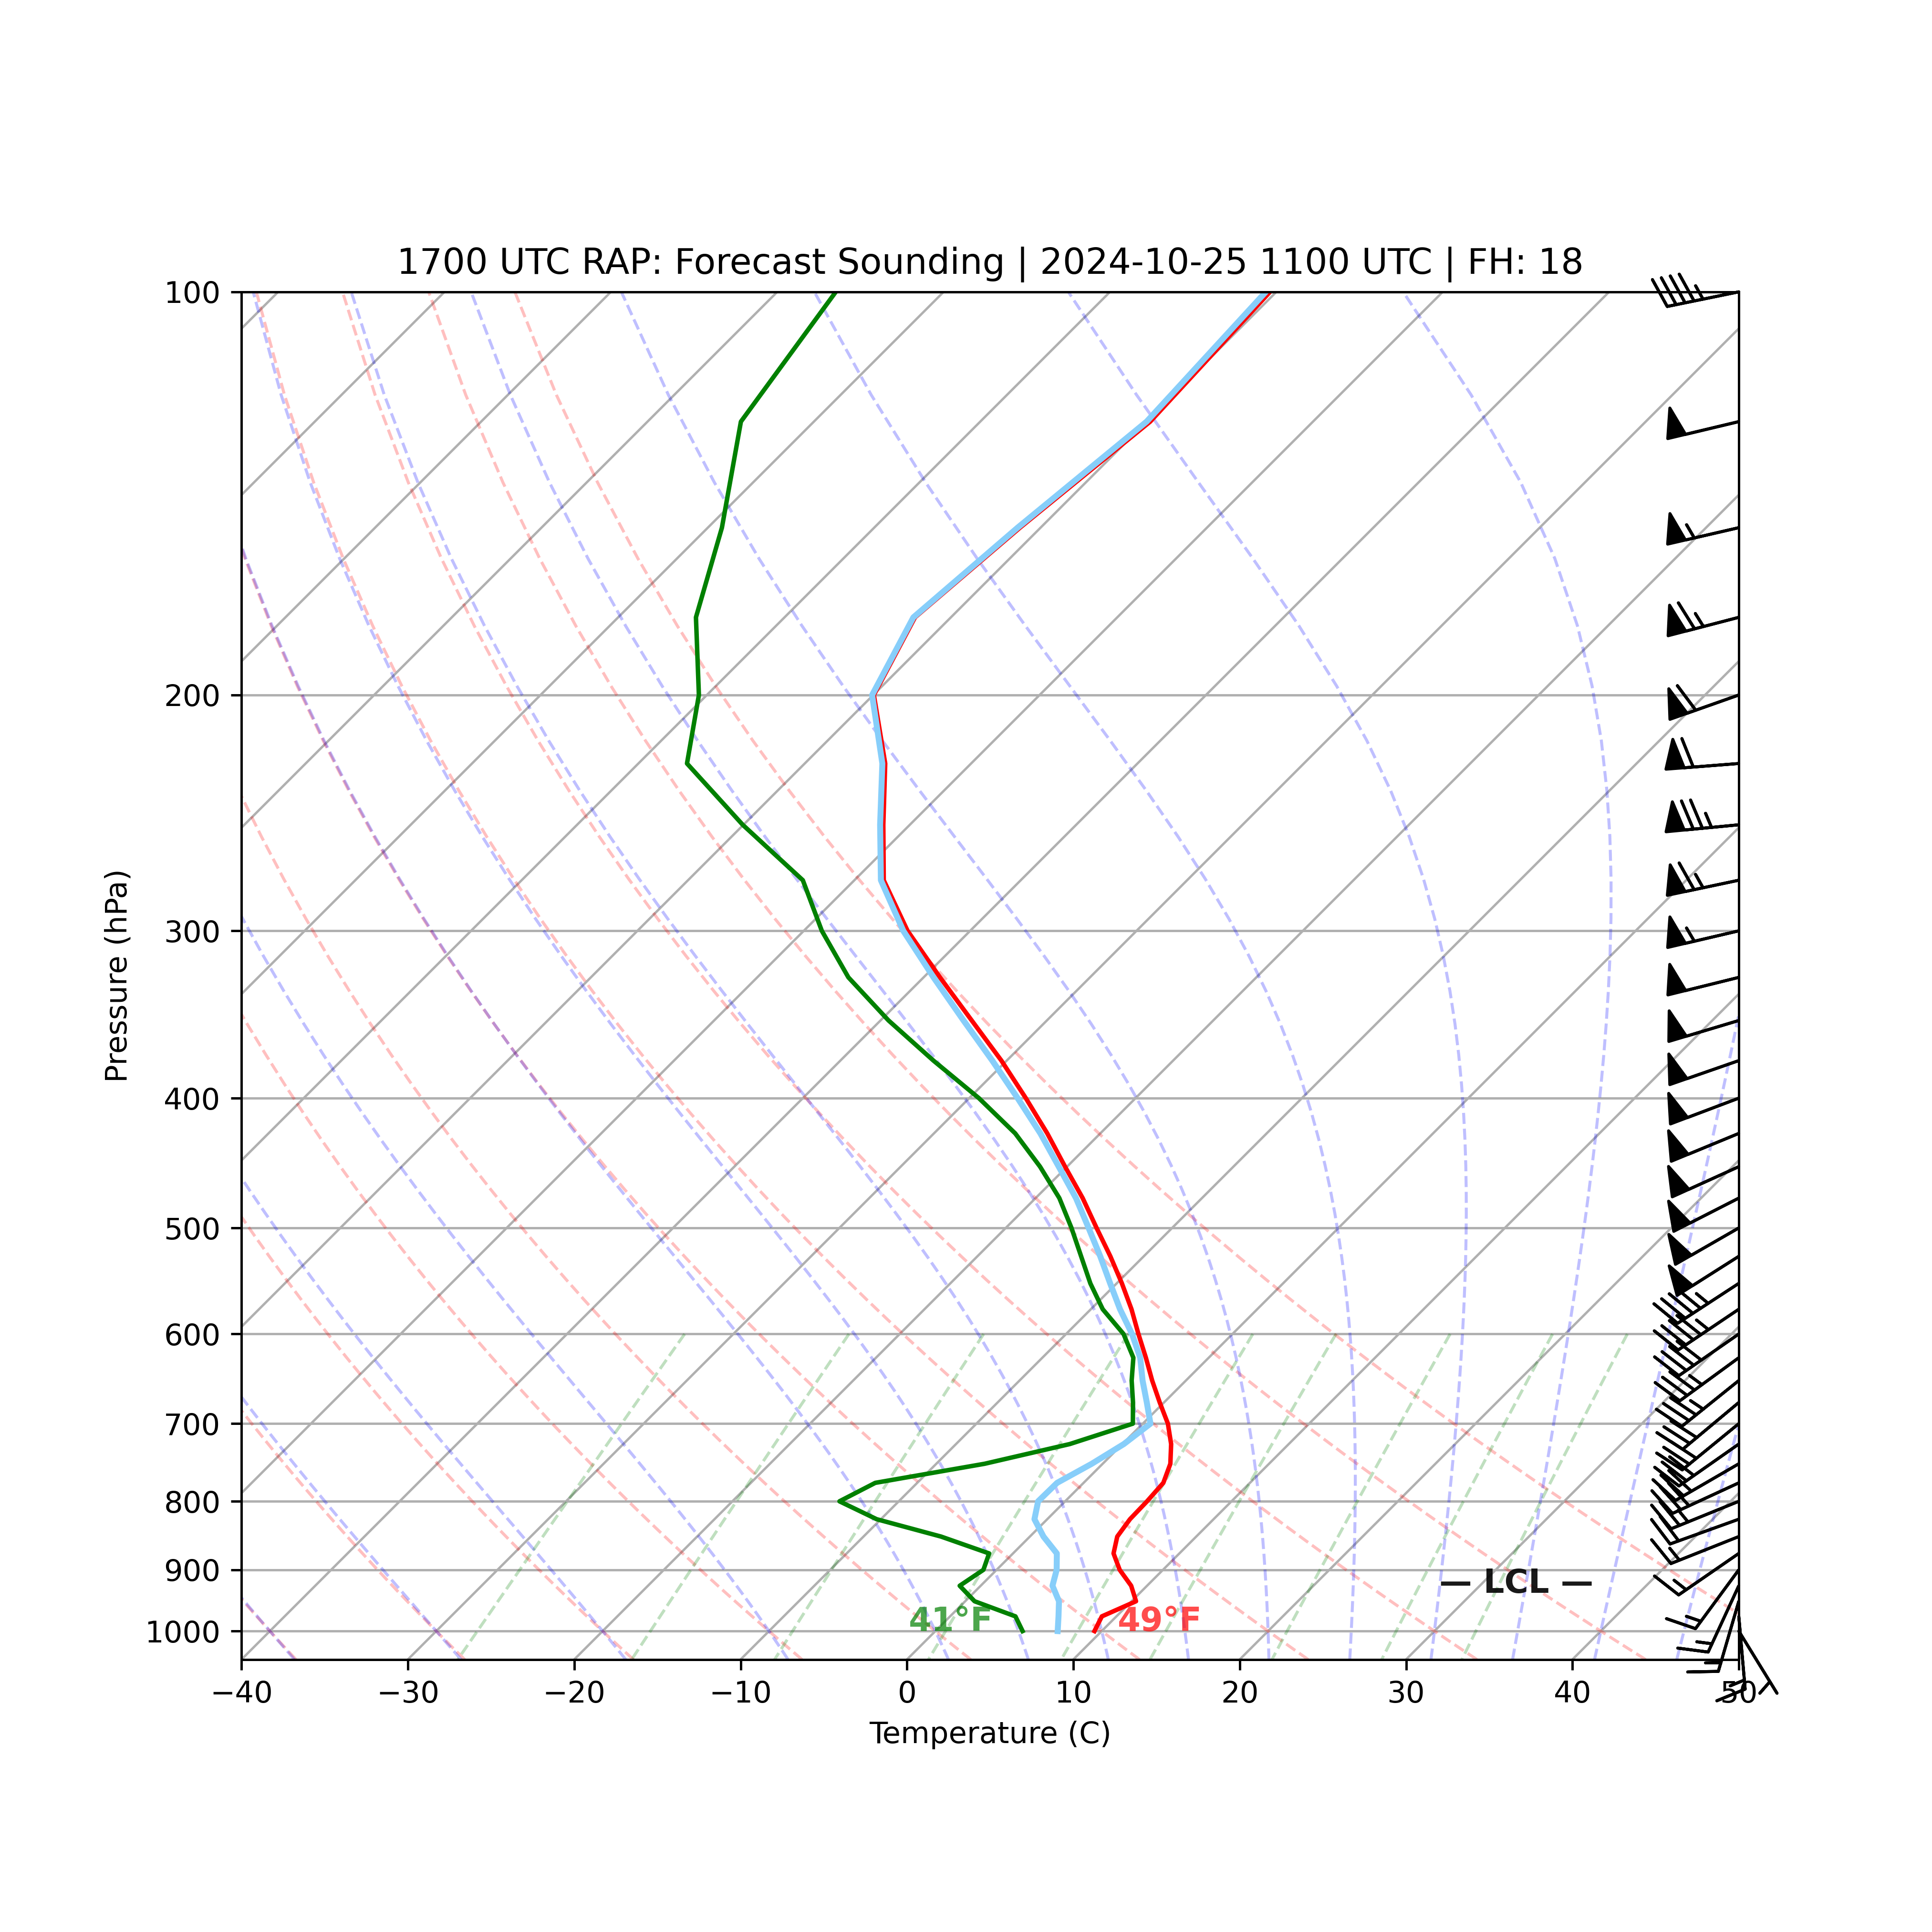 1700 UTC RAP: Forecast Sounding | 2024-10-25 1100 UTC | FH: 18
100
200
300
400
500
600
700
800
900
1000
Pressure (hPa)
— LCL —
41°F
49°F
−40 −30 −20 −10 0 10 20 30 40 50
Temperature (C)